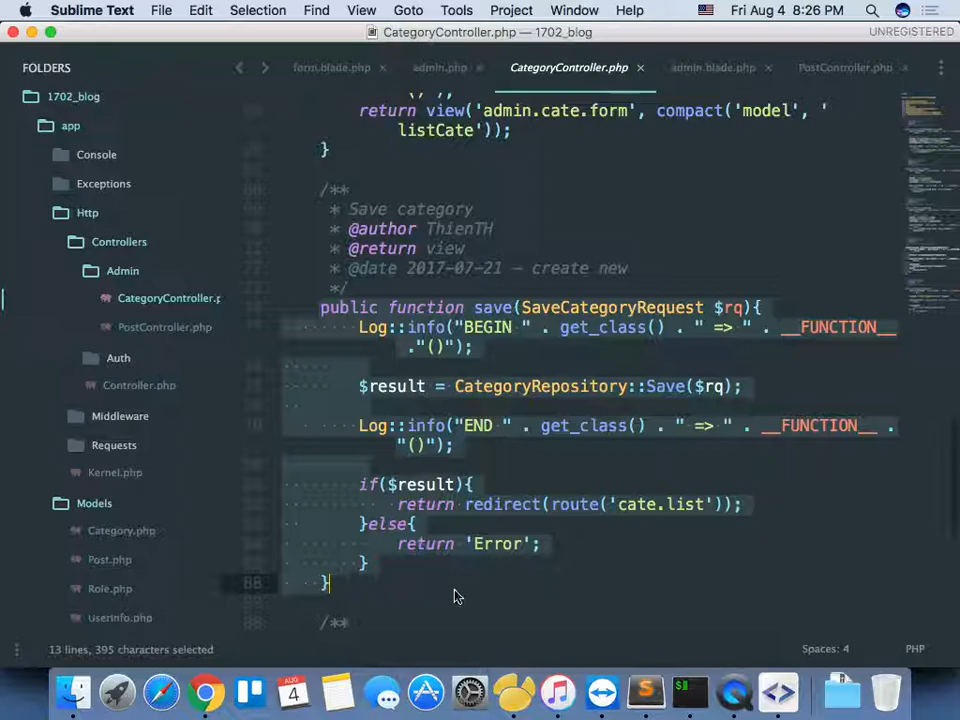 Sublime Text File Edit Selection Find View Goto Tools Project Window Help Fri Aug 4 8:26 PM
CategoryController.php — 1702_blog UNREGISTERED
FOLDERS
1702_blog
app
Console
Exceptions
Http
Controllers
Admin
CategoryController.p
PostController.php
Auth
Controller.php
Middleware
Requests
Kernel.php
Models
Category.php
Post.php
Role.php
UserInfo.php
form.blade.php × admin.php × CategoryController.php × admin.blade.php × PostController.php ×
();
return view('admin.cate.form', compact('model', '
listCate'));
}
/**
* Save category
* @author ThienTH
* @return view
* @date 2017-07-21 – create new
*/
public function save(SaveCategoryRequest $rq){
Log::info("BEGIN " . get_class() . " => " . __FUNCTION__
."()");
$result = CategoryRepository::Save($rq);
Log::info("END " . get_class() . " => " . __FUNCTION__ .
"()");
if($result){
return redirect(route('cate.list'));
}else{
return 'Error';
}
88 }
/**
13 lines, 395 characters selected Spaces: 4 PHP
AUG
4